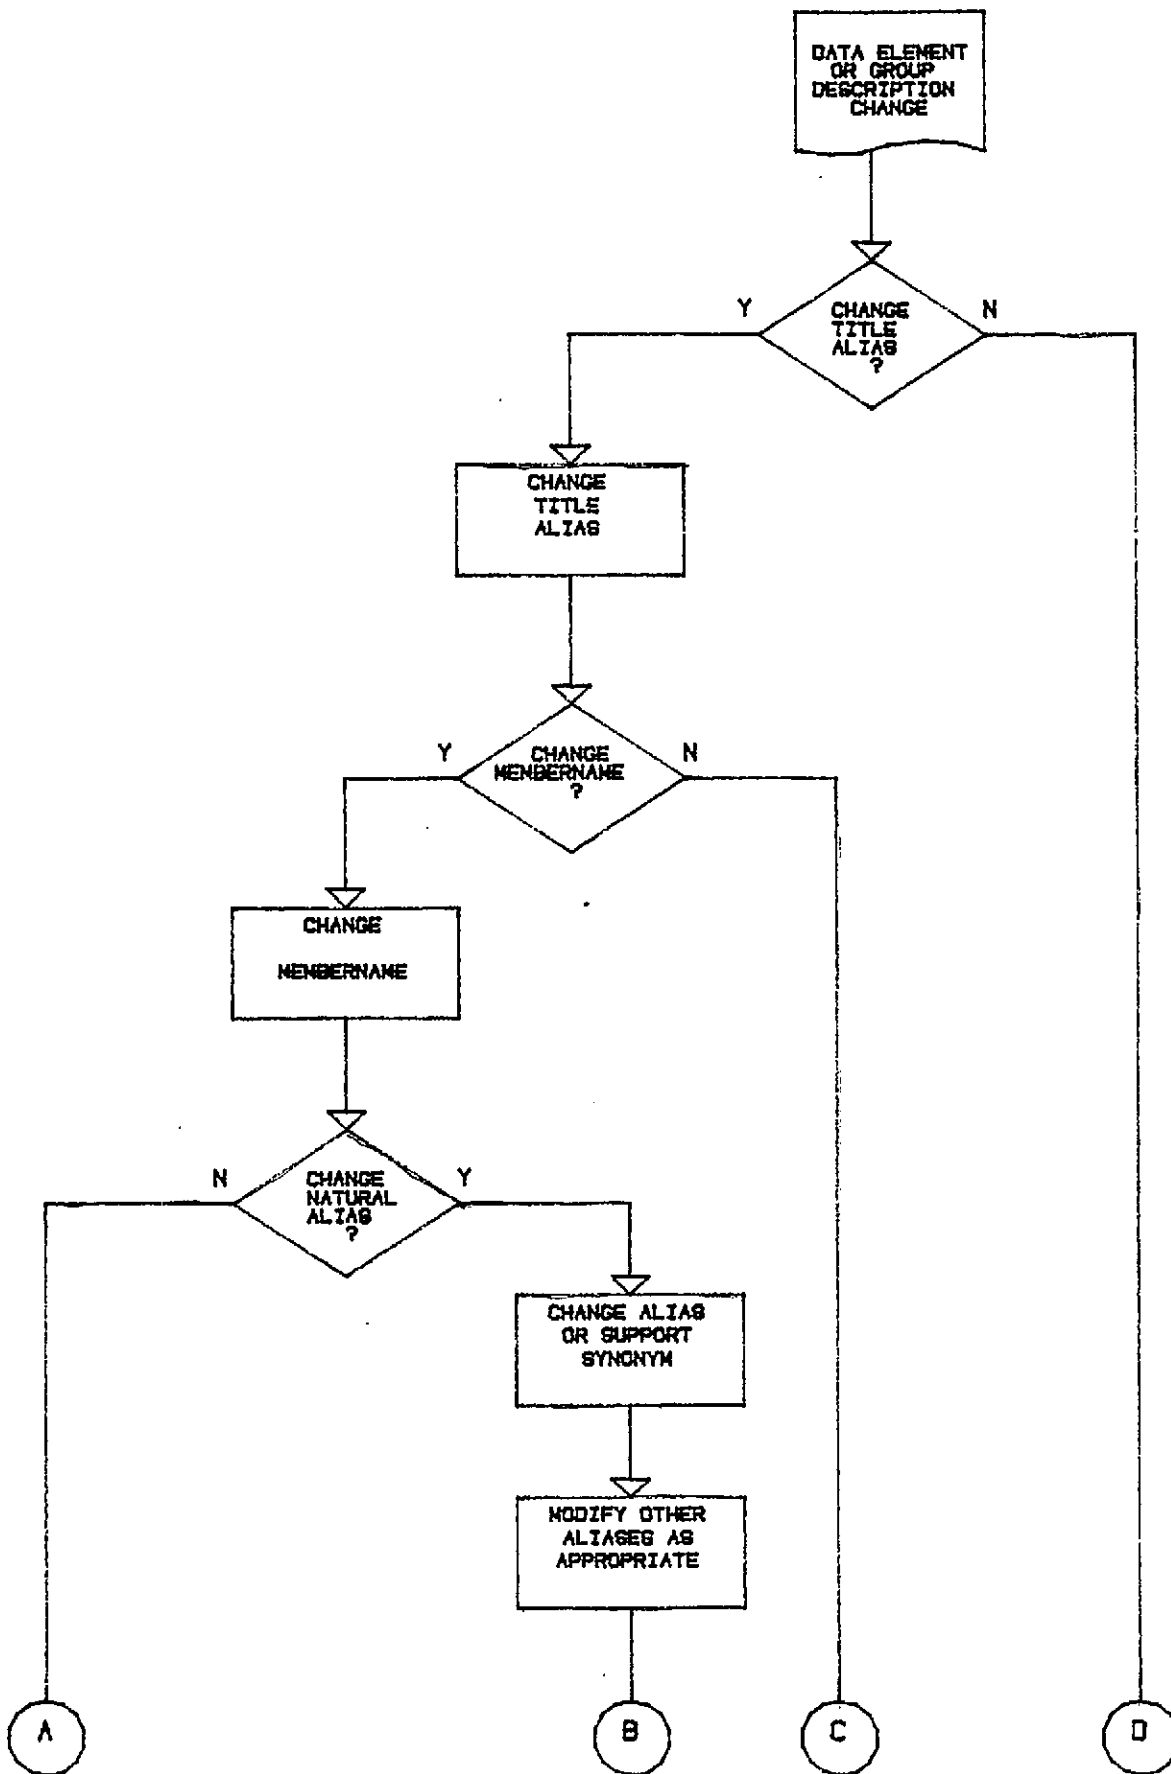 DATA ELEMENT
OR GROUP
DESCRIPTION
CHANGE
Y
CHANGE
TITLE
ALIAS
?
N
CHANGE
TITLE
ALIAS
Y
CHANGE
MEMBERNAME
?
N
CHANGE
MEMBERNAME
N
CHANGE
NATURAL
ALIAS
?
Y
CHANGE ALIAS
OR SUPPORT
SYNONYM
MODIFY OTHER
ALIASES AS
APPROPRIATE
A
B
C
D